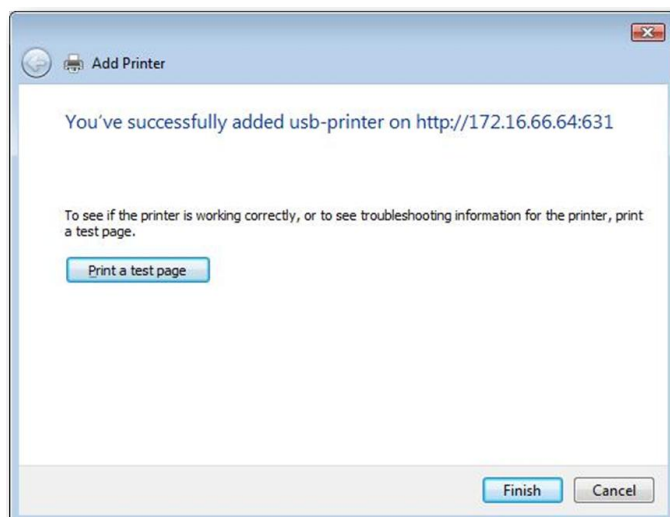 Add Printer
You've successfully added usb-printer on http://172.16.66.64:631
To see if the printer is working correctly, or to see troubleshooting information for the printer, print
a test page.
Print a test page
Finish Cancel